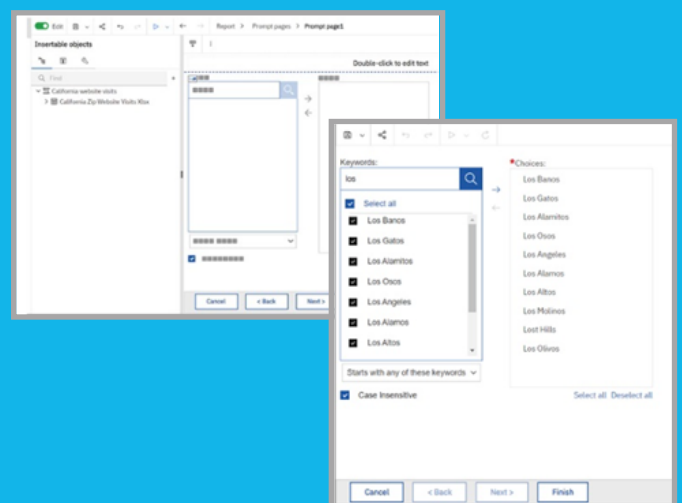 Edit
Report > Prompt pages > Prompt page1
Insertable objects
Double-click to edit text
Find
California website visits
California Zip Website Visits Xlsx
Cancel
< Back
Next >
Keywords:
los
Select all
Los Banos
Los Gatos
Los Alamitos
Los Osos
Los Angeles
Los Alamos
Los Altos
Starts with any of these keywords
Case Insensitive
*Choices:
Los Banos
Los Gatos
Los Alamitos
Los Osos
Los Angeles
Los Alamos
Los Altos
Los Molinos
Lost Hills
Los Olivos
Select all Deselect all
Cancel
< Back
Next >
Finish